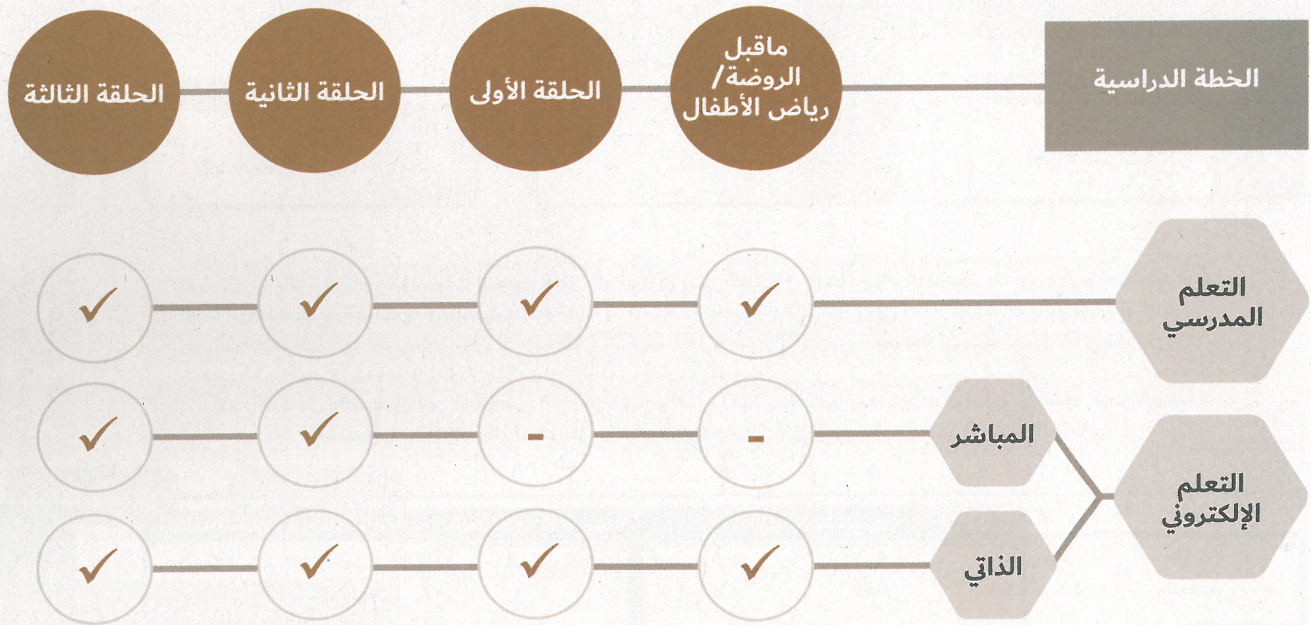 الخطة الدراسية
ماقبل
الروضة/
رياض الأطفال
الحلقة الأولى
الحلقة الثانية
الحلقة الثالثة
التعلم
المدرسي
✓ ✓ ✓ ✓
التعلم
الإلكتروني
المباشر
- - ✓ ✓
الذاتي
✓ ✓ ✓ ✓